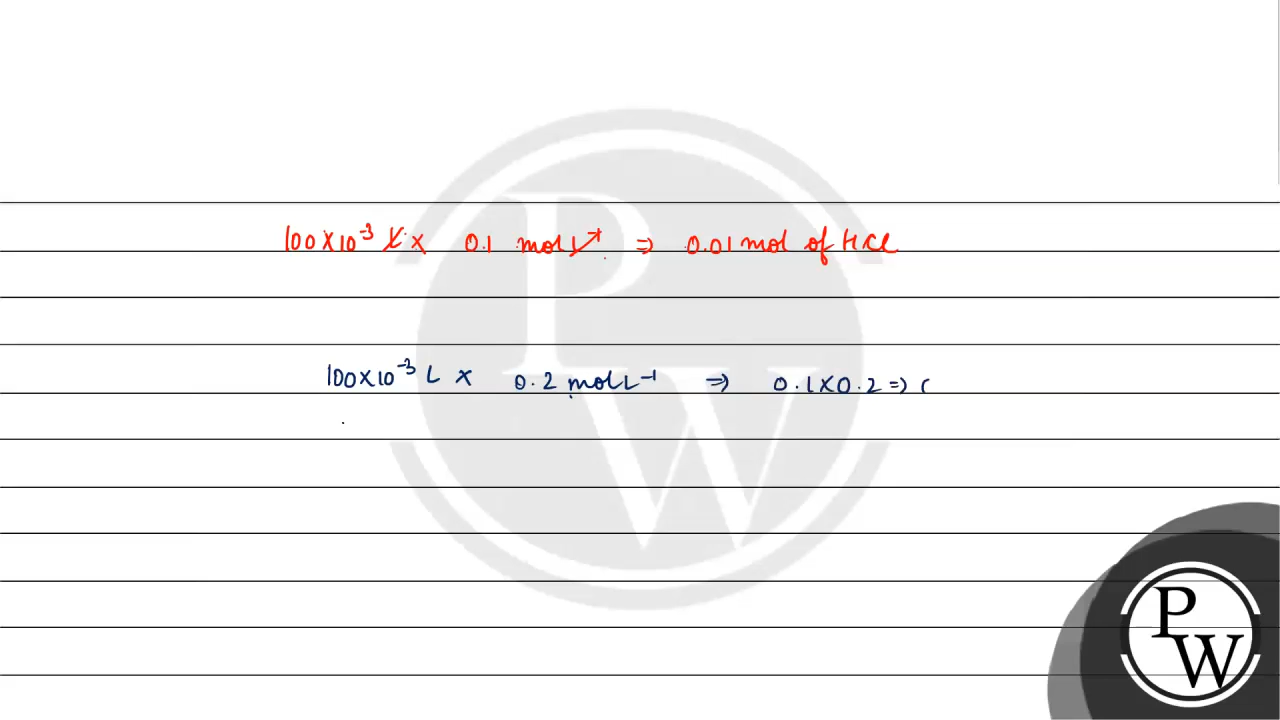 100×10⁻³ L × 0.1 mol L⁻¹ ⇒ 0.01 mol of HCl
100×10⁻³ L × 0.2 mol L⁻¹ ⇒ 0.1×0.2 ⇒ (
P
W
P
W